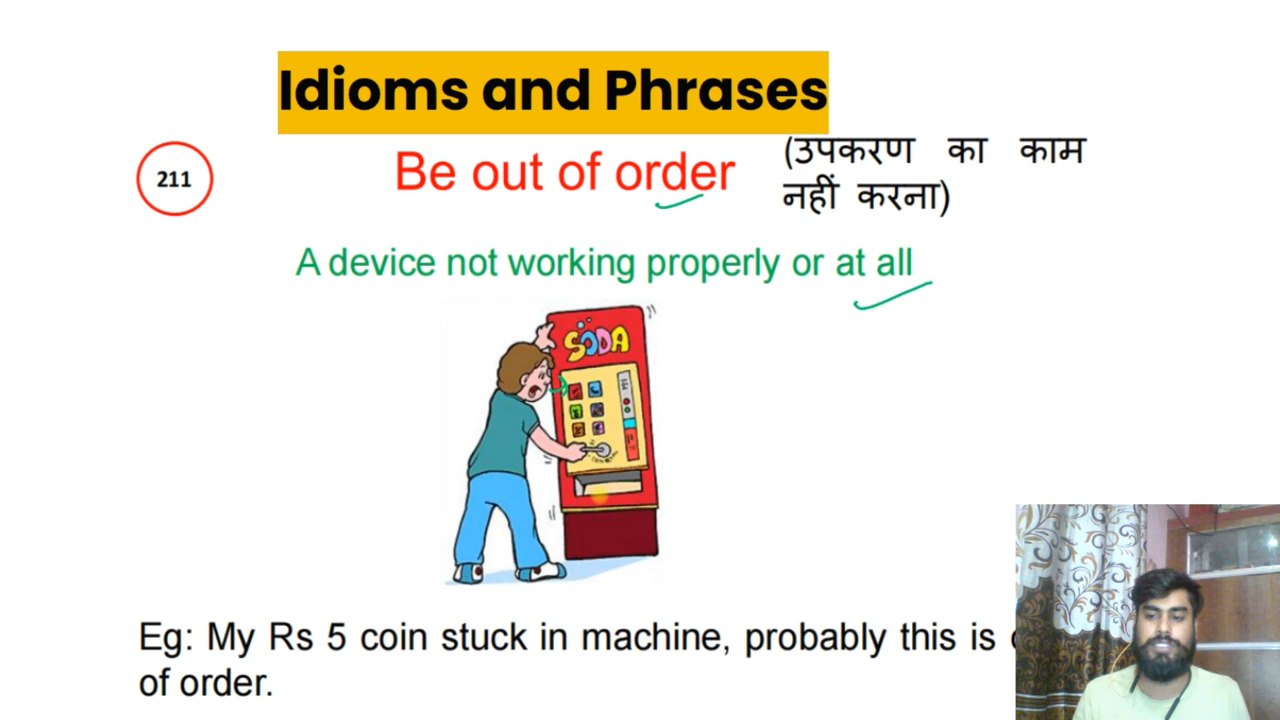 Idioms and Phrases
211
Be out of order
(उपकरण का काम
नहीं करना)
A device not working properly or at all
SODA
Eg: My Rs 5 coin stuck in machine, probably this is
of order.